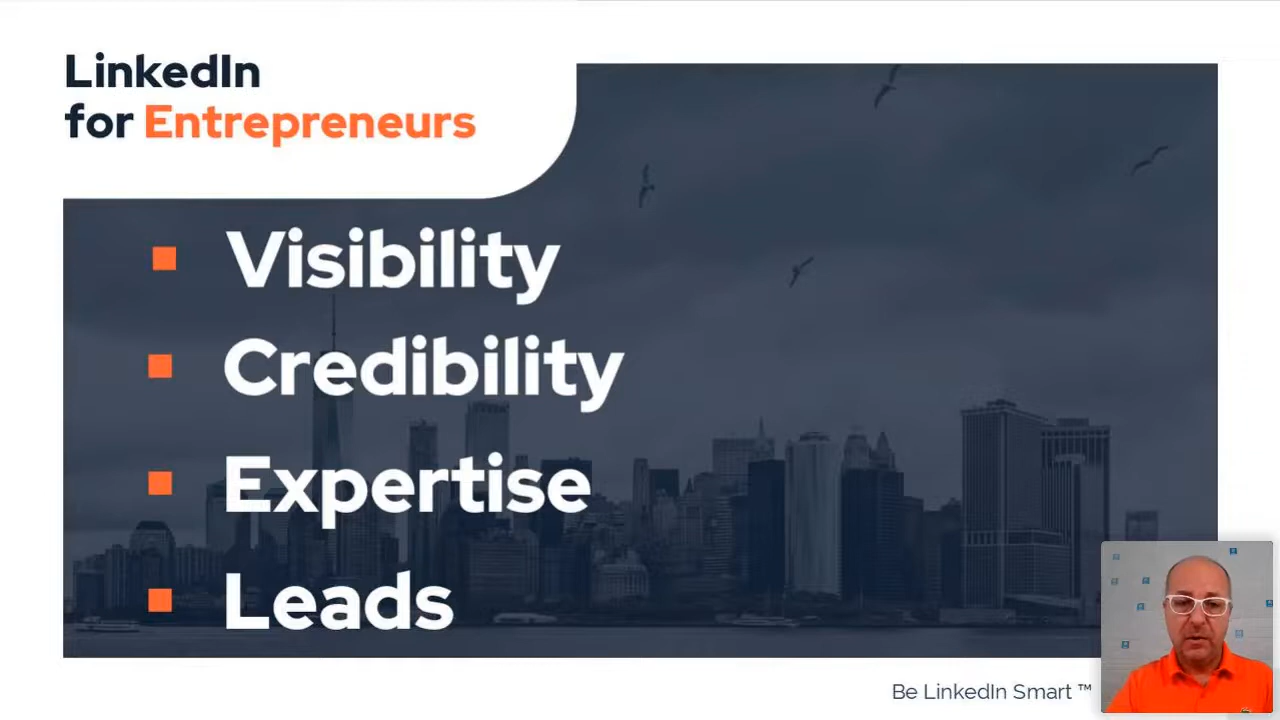 LinkedIn
for Entrepreneurs
Visibility
Credibility
Expertise
Leads
Be LinkedIn Smart ™